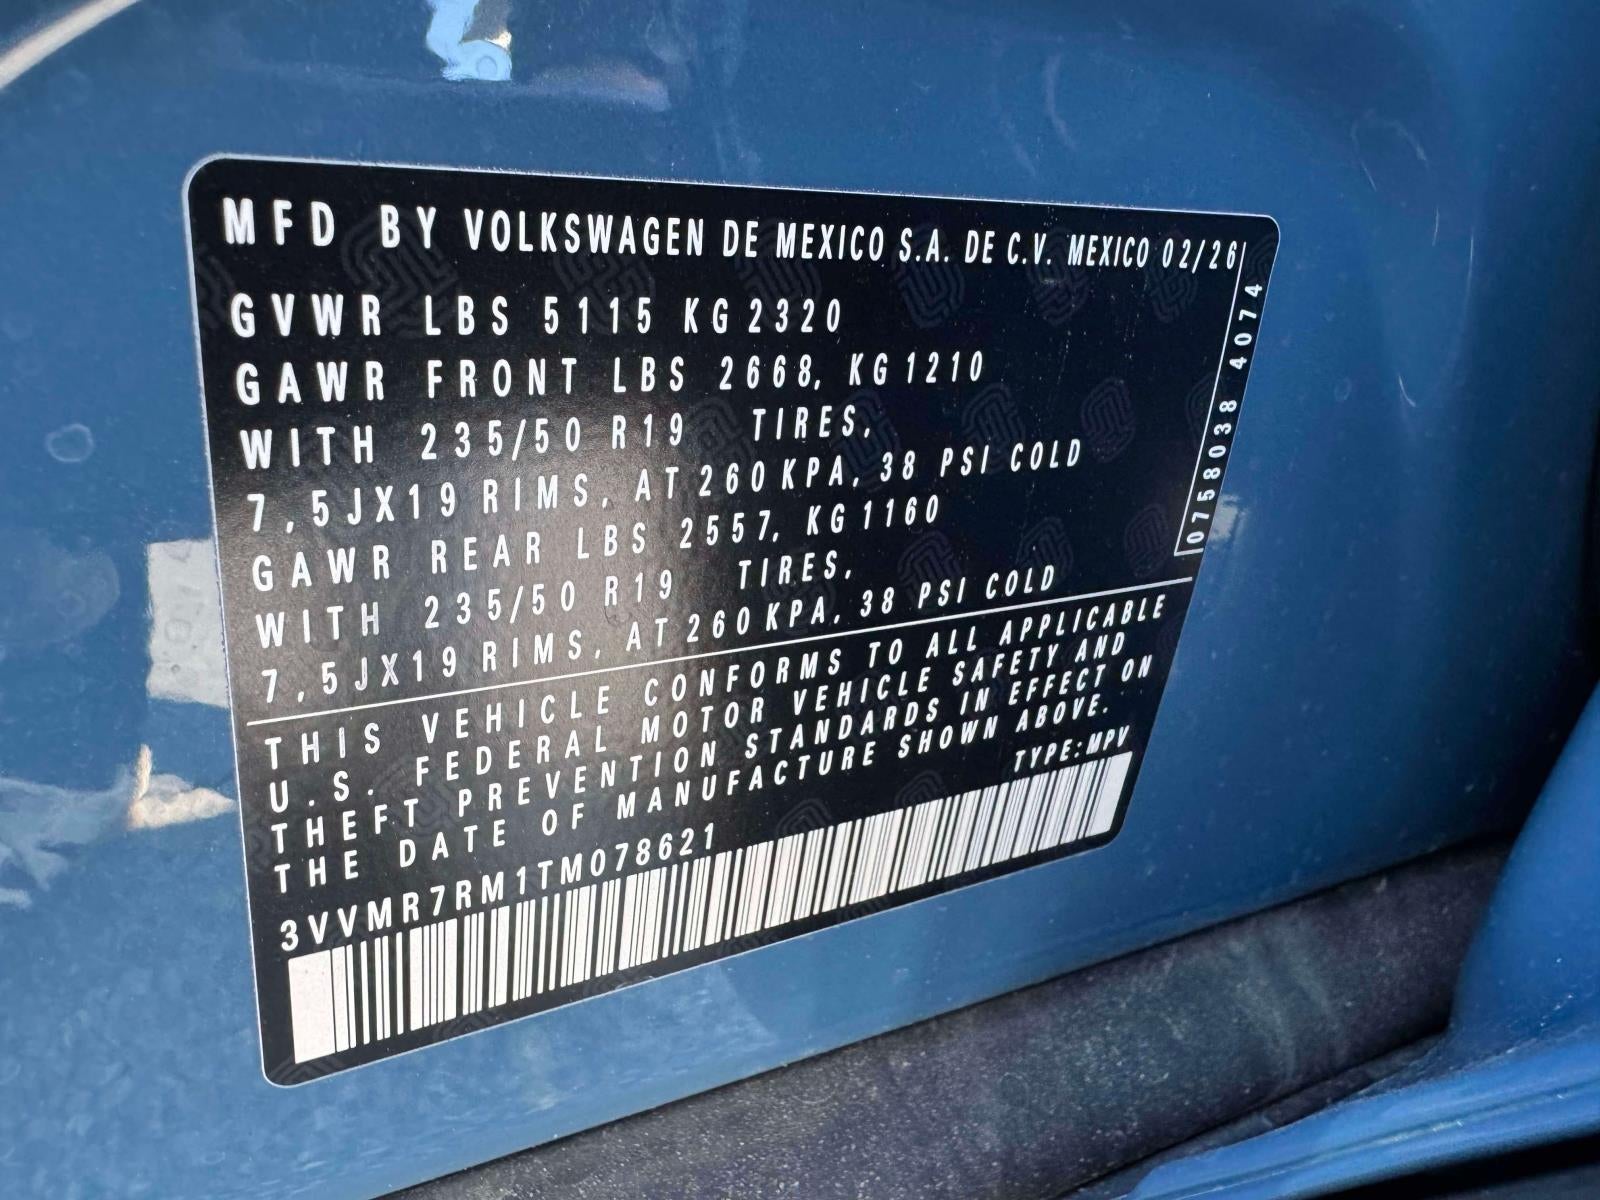 MFD BY VOLKSWAGEN DE MEXICO S.A. DE C.V. MEXICO 02/26
GVWR LBS 5115 KG 2320
GAWR FRONT LBS 2668, KG 1210
WITH 235/50 R19 TIRES,
7,5JX19 RIMS, AT 260 KPA, 38 PSI COLD
GAWR REAR LBS 2557, KG 1160
WITH 235/50 R19 TIRES,
7,5JX19 RIMS, AT 260 KPA, 38 PSI COLD
0758038 4074
THIS VEHICLE CONFORMS TO ALL APPLICABLE
U.S. FEDERAL MOTOR VEHICLE SAFETY AND
THEFT PREVENTION STANDARDS IN EFFECT ON
THE DATE OF MANUFACTURE SHOWN ABOVE.
TYPE:MPV
3VVMR7RM1TM078621